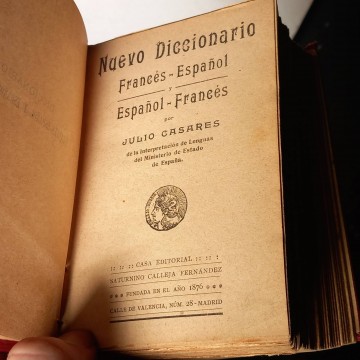 Nuevo Diccionario
Francés - Español
y
Español - Francés
por
JULIO CASARES
de la Interpretación de Lenguas
del Ministerio de Estado
de España.
:: :: :: CASA EDITORIAL :: :: :
SATURNINO CALLEJA FERNÁNDEZ
FUNDADA EN EL AÑO 1876
CALLE DE VALENCIA, NÚM. 28-MADRID